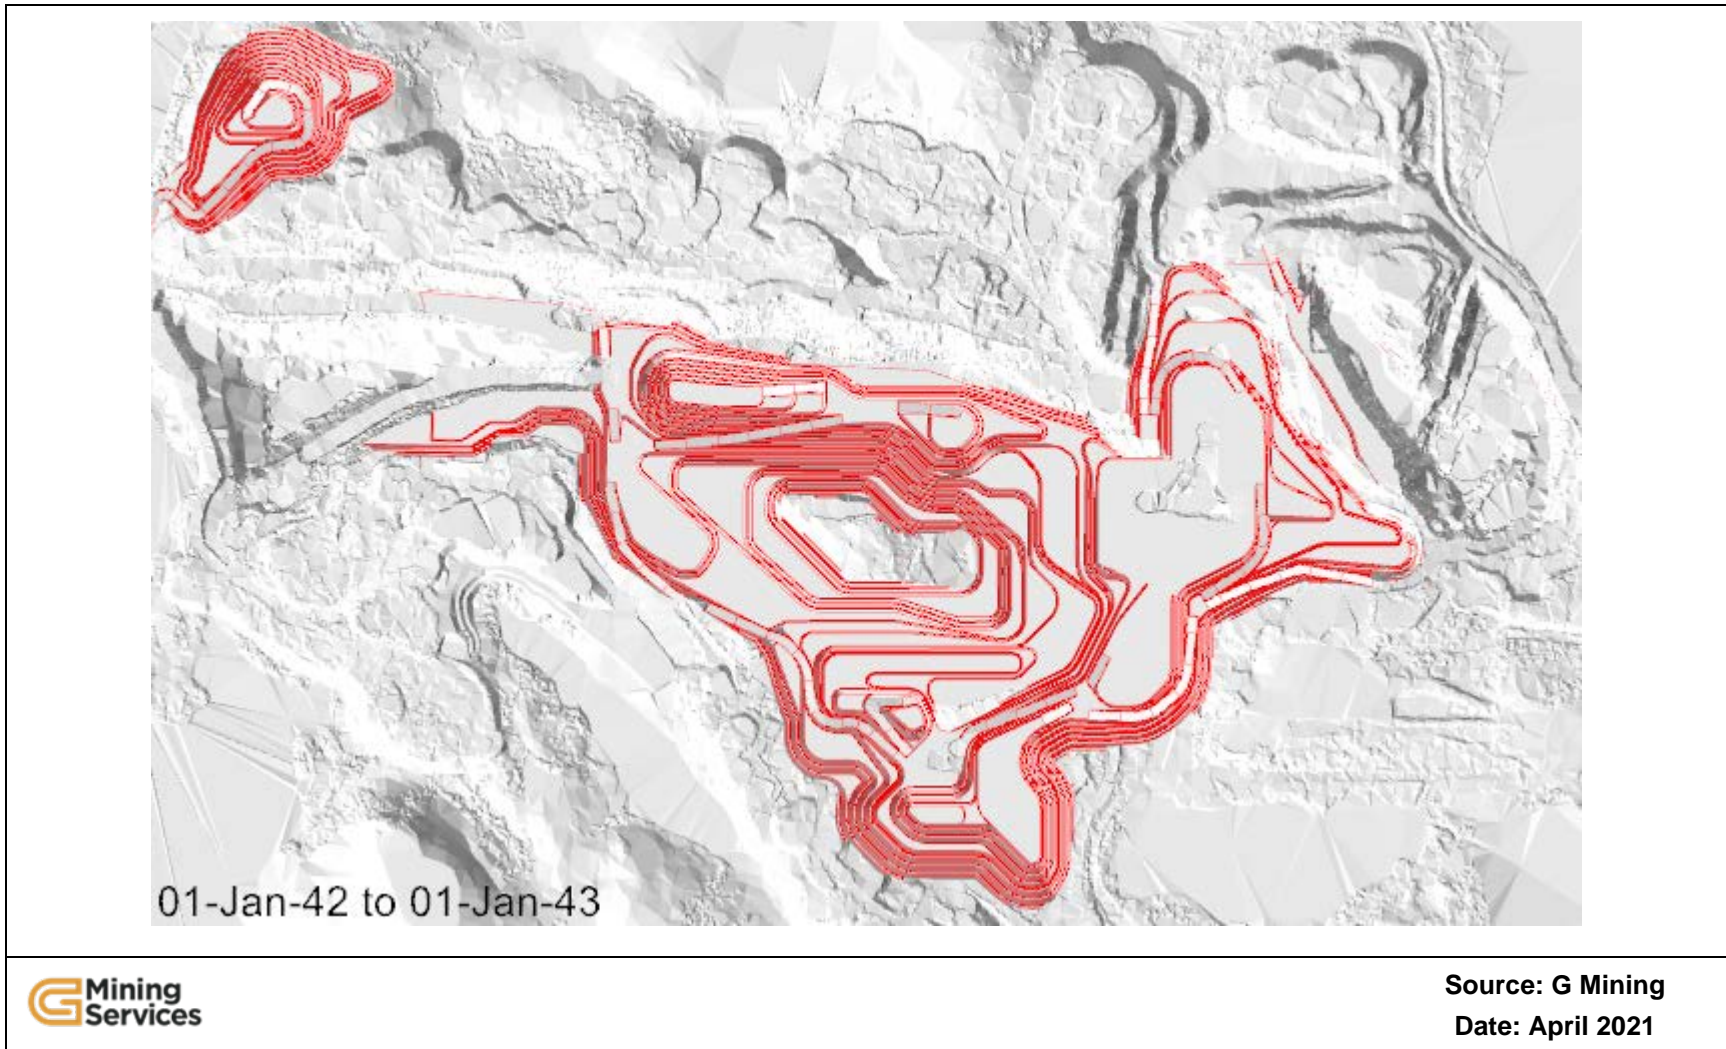 01-Jan-42 to 01-Jan-43
Mining
Services
Source: G Mining
Date: April 2021